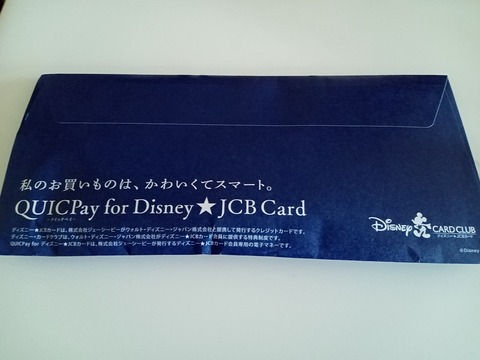 私のお買いものは、かわいくてスマート。
QUICPay for Disney★JCB Card
-クイックペイ-
ディズニー★JCBカードは、株式会社ジェーシービーがウォルト・ディズニー・ジャパン株式会社と提携して発行するクレジットカードです。
ディズニー・カードクラブは、ウォルト・ディズニー・ジャパン株式会社がディズニー★JCBカード会員に提供する特典制度です。
QUICPay for ディズニー★JCBカードは、株式会社ジェーシービーが発行するディズニー★JCBカード会員専用の電子マネーです。
Disney CARD CLUB
ディズニー★JCBカード
©Disney